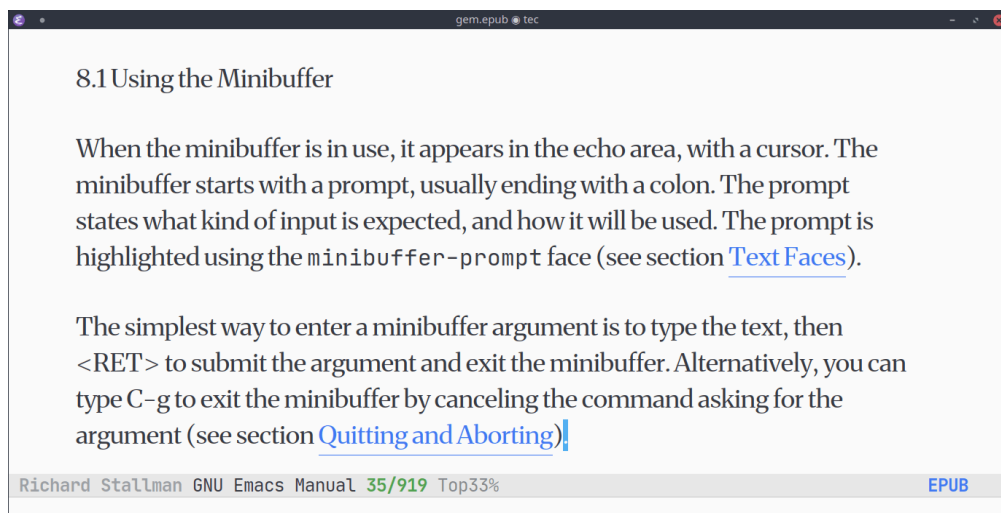 gem.epub ◉ tec
8.1 Using the Minibuffer
When the minibuffer is in use, it appears in the echo area, with a cursor. The
minibuffer starts with a prompt, usually ending with a colon. The prompt
states what kind of input is expected, and how it will be used. The prompt is
highlighted using the minibuffer-prompt face (see section Text Faces).
The simplest way to enter a minibuffer argument is to type the text, then
<RET> to submit the argument and exit the minibuffer. Alternatively, you can
type C-g to exit the minibuffer by canceling the command asking for the
argument (see section Quitting and Aborting).
Richard Stallman GNU Emacs Manual 35/919 Top33% EPUB